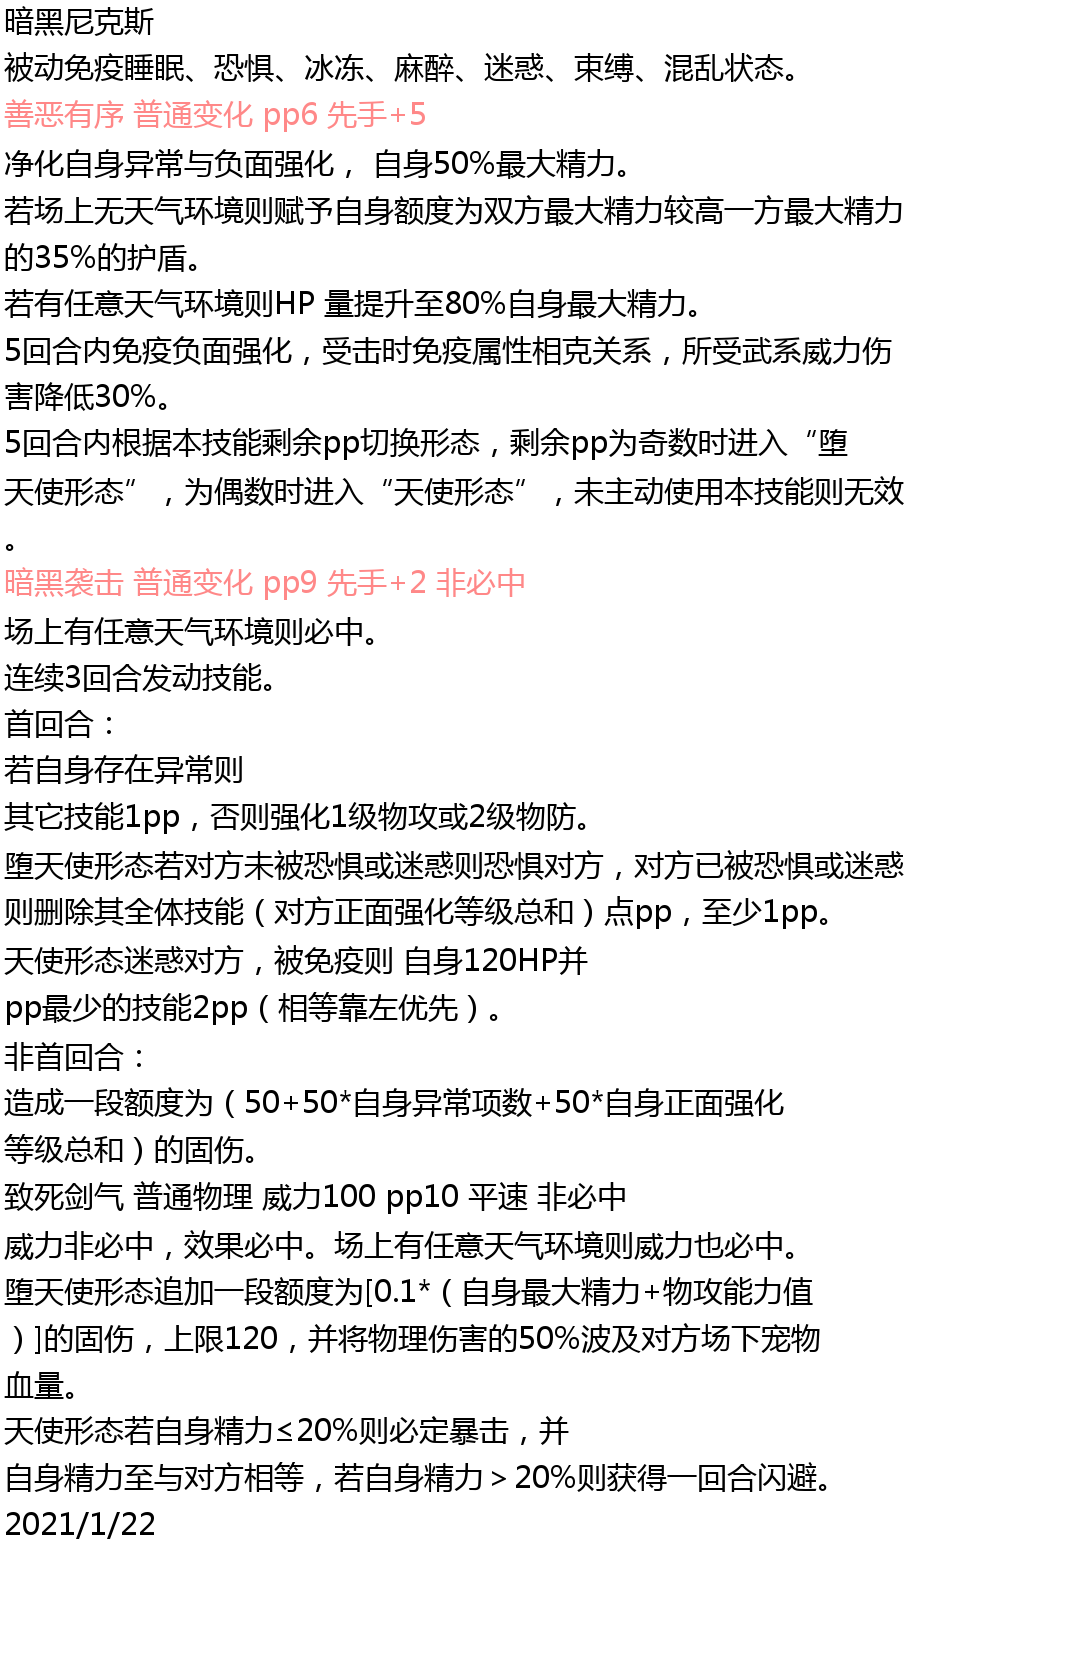 暗黑尼克斯
被动免疫睡眠、恐惧、冰冻、麻醉、迷惑、束缚、混乱状态。
善恶有序 普通变化 pp6 先手+5
净化自身异常与负面强化， 自身50%最大精力。
若场上无天气环境则赋予自身额度为双方最大精力较高一方最大精力
的35%的护盾。
若有任意天气环境则HP 量提升至80%自身最大精力。
5回合内免疫负面强化，受击时免疫属性相克关系，所受武系威力伤
害降低30%。
5回合内根据本技能剩余pp切换形态，剩余pp为奇数时进入“堕
天使形态”，为偶数时进入“天使形态”，未主动使用本技能则无效
。
暗黑袭击 普通变化 pp9 先手+2 非必中
场上有任意天气环境则必中。
连续3回合发动技能。
首回合：
若自身存在异常则
其它技能1pp，否则强化1级物攻或2级物防。
堕天使形态若对方未被恐惧或迷惑则恐惧对方，对方已被恐惧或迷惑
则删除其全体技能（对方正面强化等级总和）点pp，至少1pp。
天使形态迷惑对方，被免疫则 自身120HP并
pp最少的技能2pp（相等靠左优先）。
非首回合：
造成一段额度为（50+50*自身异常项数+50*自身正面强化
等级总和）的固伤。
致死剑气 普通物理 威力100 pp10 平速 非必中
威力非必中，效果必中。场上有任意天气环境则威力也必中。
堕天使形态追加一段额度为[0.1*（自身最大精力+物攻能力值
）]的固伤，上限120，并将物理伤害的50%波及对方场下宠物
血量。
天使形态若自身精力≤20%则必定暴击，并
自身精力至与对方相等，若自身精力＞20%则获得一回合闪避。
2021/1/22